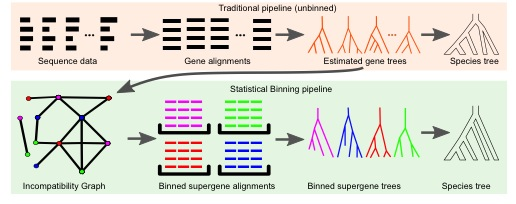 Traditional pipeline (unbinned)
... ...
...
Sequence data Gene alignments Estimated gene trees Species tree
Statistical Binning pipeline
Incompatibility Graph Binned supergene alignments Binned supergene trees Species tree